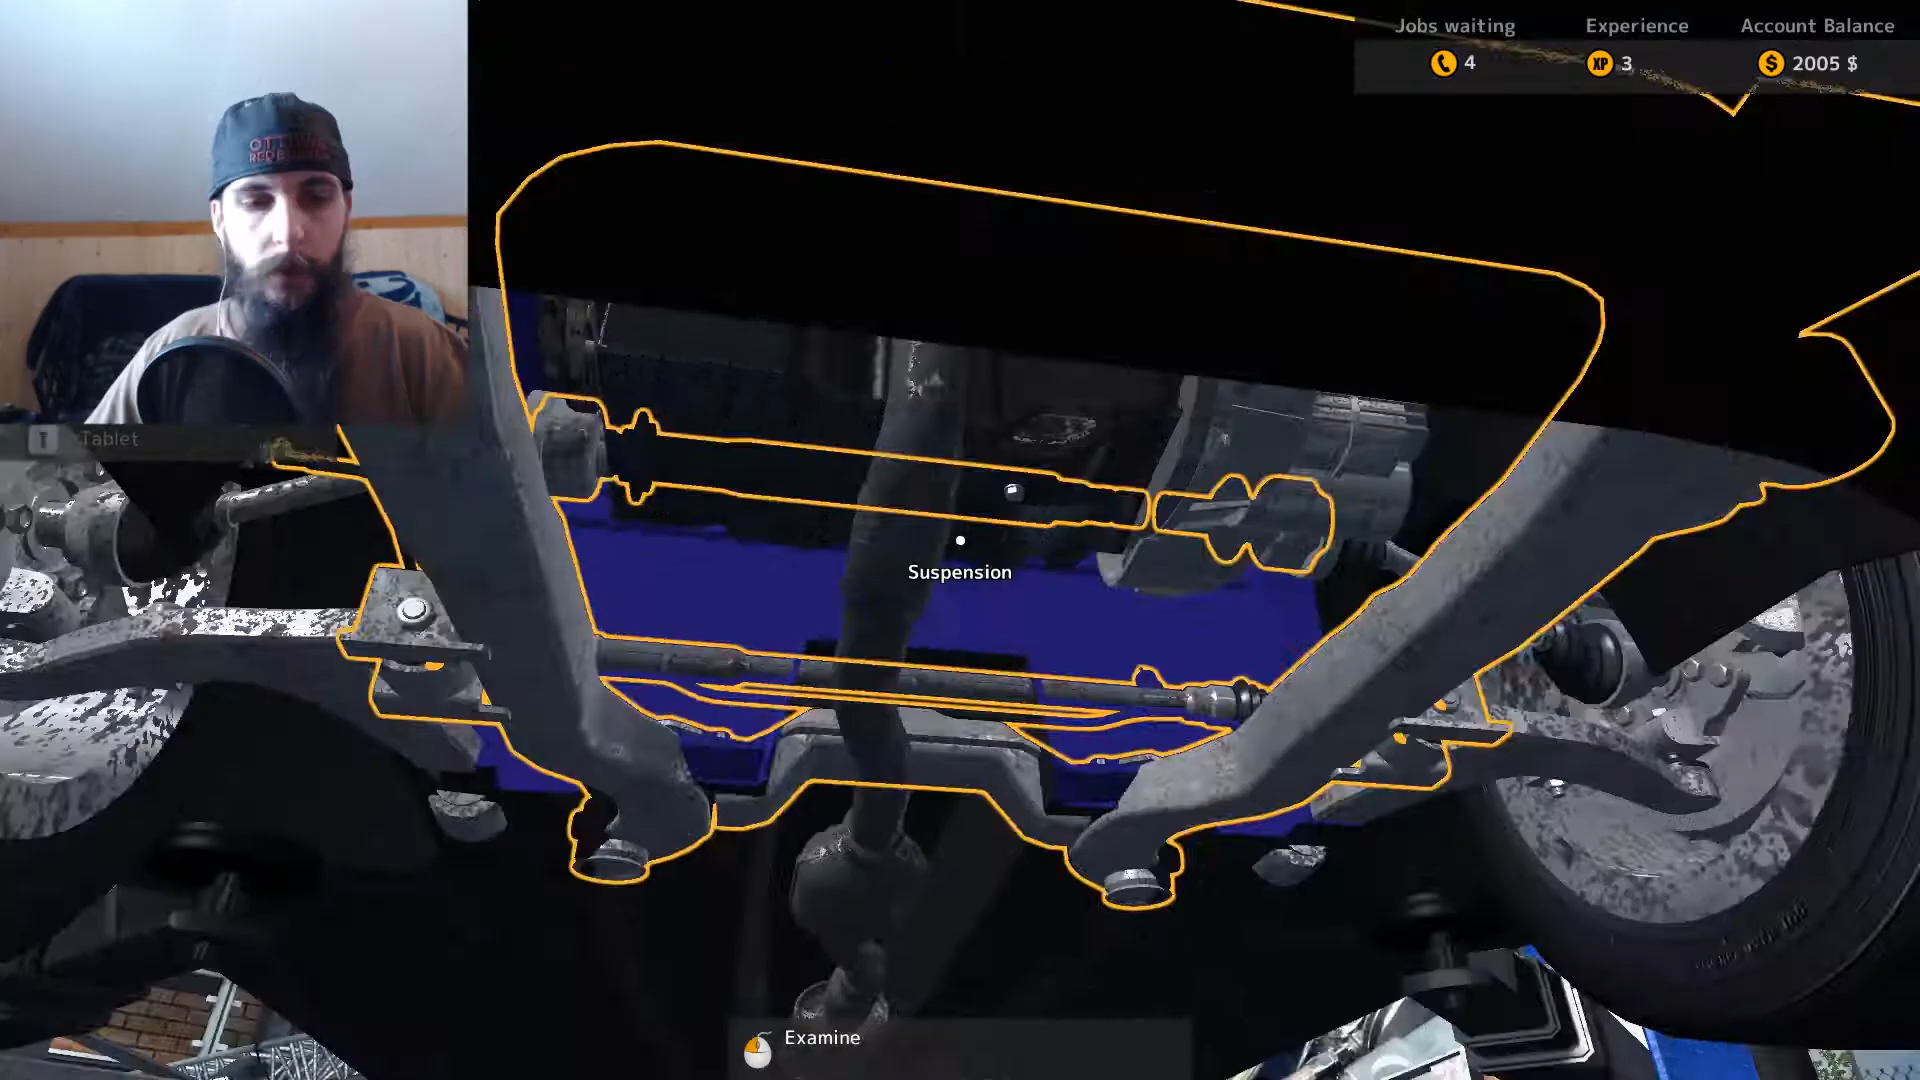 Jobs waiting
Experience
Account Balance
4
XP 3
$ 2005 $
T Tablet
Suspension
Examine